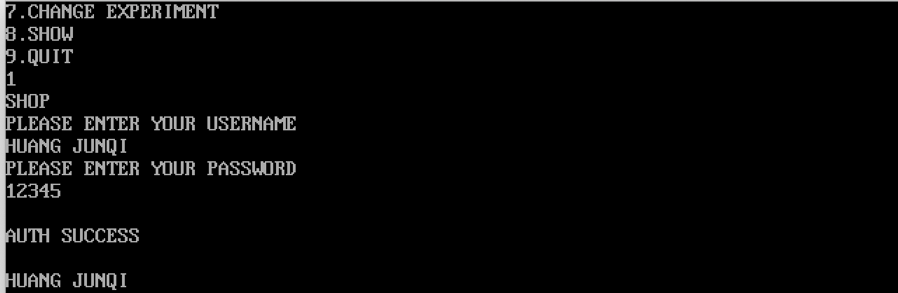 7.CHANGE EXPERIMENT
8.SHOW
9.QUIT
1
SHOP
PLEASE ENTER YOUR USERNAME
HUANG JUNQI
PLEASE ENTER YOUR PASSWORD
12345
AUTH SUCCESS
HUANG JUNQI